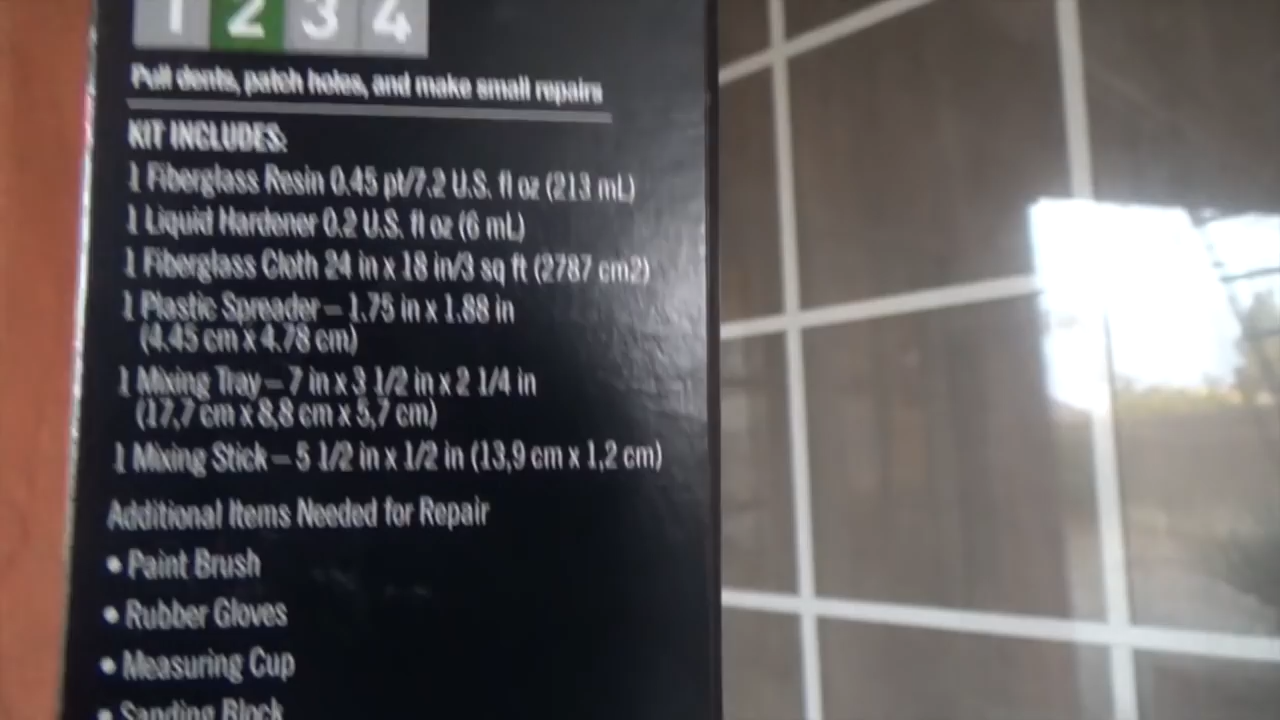 1 2 3 4
Pull dents, patch holes, and make small repairs
KIT INCLUDES:
1 Fiberglass Resin 0.45 pt/7.2 U.S. fl oz (213 mL)
1 Liquid Hardener 0.2 U.S. fl oz (6 mL)
1 Fiberglass Cloth 24 in x 18 in/3 sq ft (2787 cm2)
1 Plastic Spreader – 1.75 in x 1.88 in
(4.45 cm x 4.78 cm)
1 Mixing Tray – 7 in x 3 1/2 in x 2 1/4 in
(17,7 cm x 8,8 cm x 5,7 cm)
1 Mixing Stick – 5 1/2 in x 1/2 in (13,9 cm x 1,2 cm)
Additional Items Needed for Repair
• Paint Brush
• Rubber Gloves
• Measuring Cup
• Sanding Block